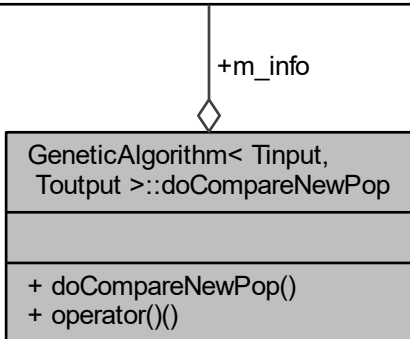 +m_info
GeneticAlgorithm< Tinput,
Toutput >::doCompareNewPop
+ doCompareNewPop()
+ operator()()